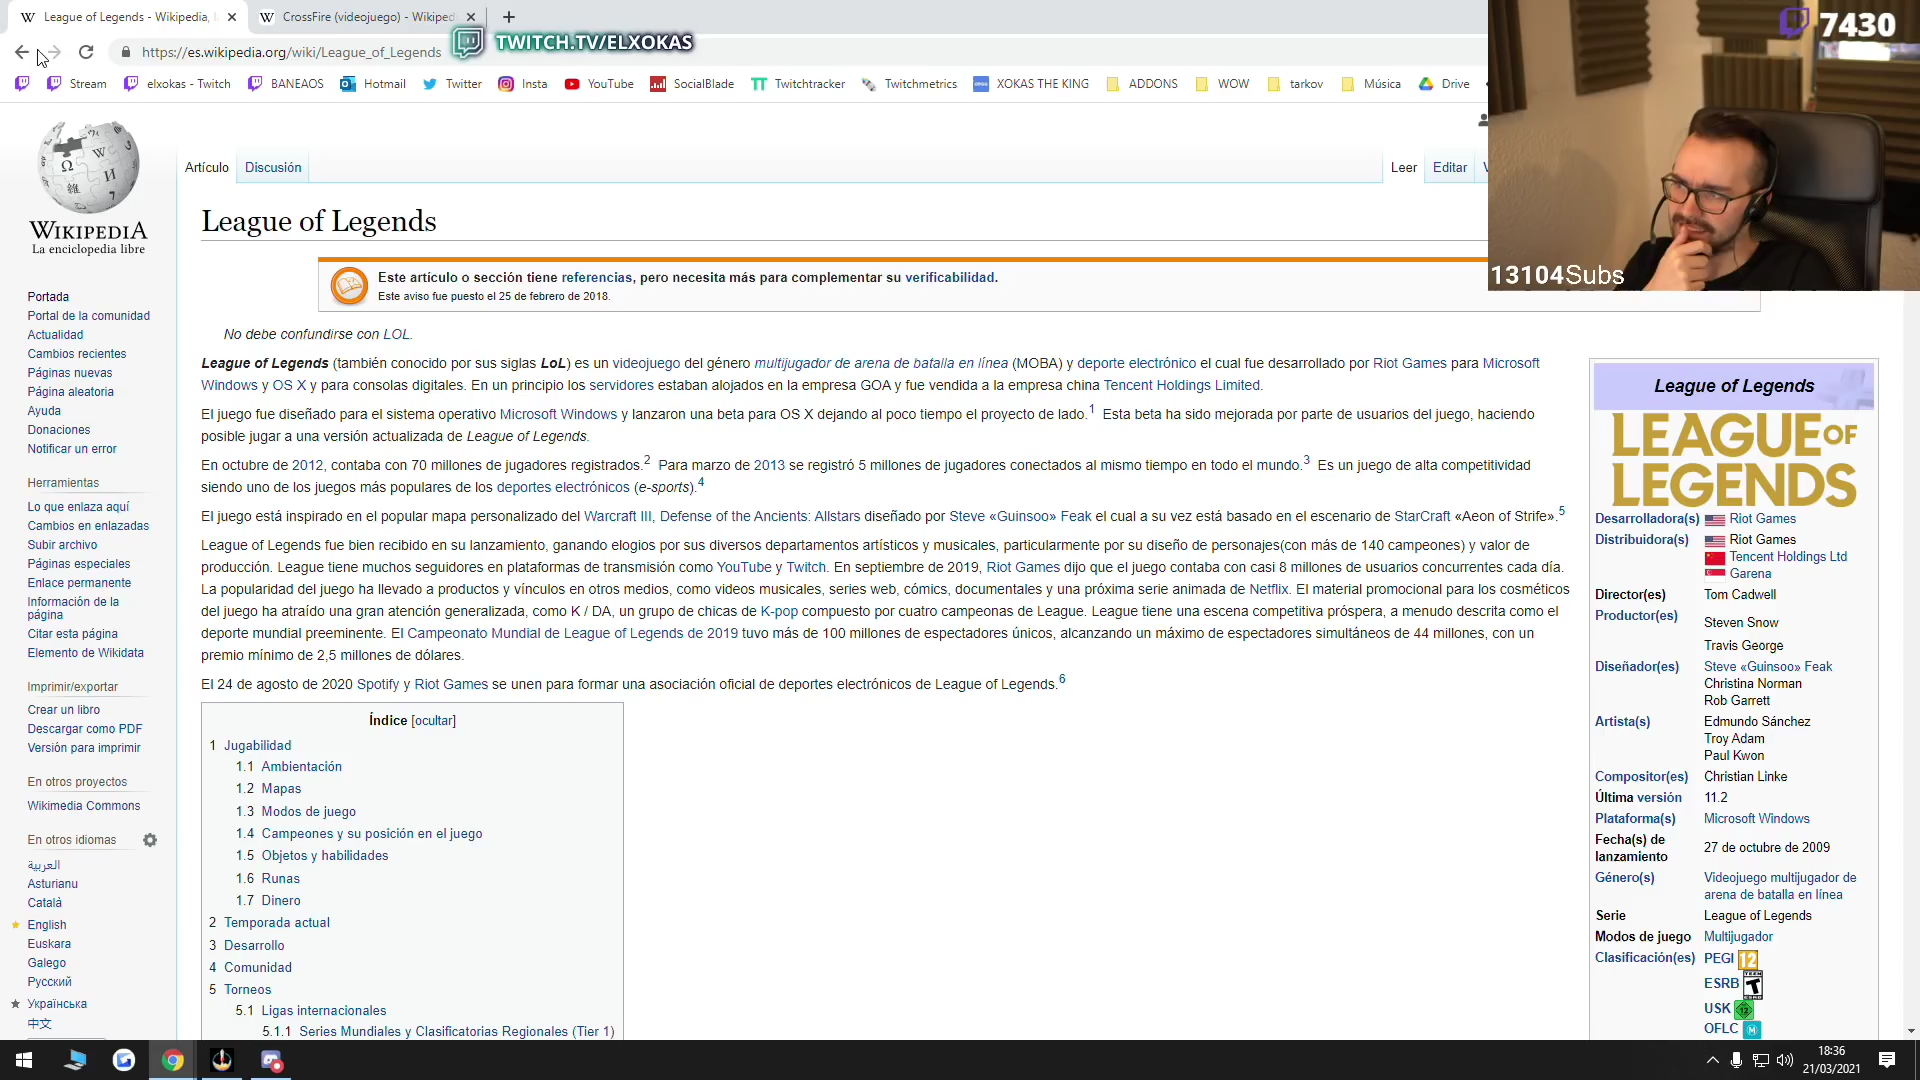 League of Legends - Wikipedia, l
CrossFire (videojuego) - Wikiped
7430
TWITCH.TV/ELXOKAS
https://es.wikipedia.org/wiki/League_of_Legends
Stream
elxokas - Twitch
BANEAOS
Hotmail
Twitter
Insta
YouTube
SocialBlade
Twitchtracker
Twitchmetrics
XOKAS THE KING
ADDONS
WOW
tarkov
Música
Drive
WIKIPEDIA
La enciclopedia libre
Artículo
Discusión
Leer
Editar
League of Legends
13104Subs
Este artículo o sección tiene referencias, pero necesita más para complementar su verificabilidad.
Este aviso fue puesto el 25 de febrero de 2018.
No debe confundirse con LOL.
League of Legends (también conocido por sus siglas LoL) es un videojuego del género multijugador de arena de batalla en línea (MOBA) y deporte electrónico el cual fue desarrollado por Riot Games para Microsoft
Windows y OS X y para consolas digitales. En un principio los servidores estaban alojados en la empresa GOA y fue vendida a la empresa china Tencent Holdings Limited.
El juego fue diseñado para el sistema operativo Microsoft Windows y lanzaron una beta para OS X dejando al poco tiempo el proyecto de lado.1 Esta beta ha sido mejorada por parte de usuarios del juego, haciendo
posible jugar a una versión actualizada de League of Legends.
En octubre de 2012, contaba con 70 millones de jugadores registrados.2 Para marzo de 2013 se registró 5 millones de jugadores conectados al mismo tiempo en todo el mundo.3 Es un juego de alta competitividad
siendo uno de los juegos más populares de los deportes electrónicos (e-sports).4
El juego está inspirado en el popular mapa personalizado del Warcraft III, Defense of the Ancients: Allstars diseñado por Steve «Guinsoo» Feak el cual a su vez está basado en el escenario de StarCraft «Aeon of Strife».5
League of Legends fue bien recibido en su lanzamiento, ganando elogios por sus diversos departamentos artísticos y musicales, particularmente por su diseño de personajes(con más de 140 campeones) y valor de
producción. League tiene muchos seguidores en plataformas de transmisión como YouTube y Twitch. En septiembre de 2019, Riot Games dijo que el juego contaba con casi 8 millones de usuarios concurrentes cada día.
La popularidad del juego ha llevado a productos y vínculos en otros medios, como videos musicales, series web, cómics, documentales y una próxima serie animada de Netflix. El material promocional para los cosméticos
del juego ha atraído una gran atención generalizada, como K / DA, un grupo de chicas de K-pop compuesto por cuatro campeonas de League. League tiene una escena competitiva próspera, a menudo descrita como el
deporte mundial preeminente. El Campeonato Mundial de League of Legends de 2019 tuvo más de 100 millones de espectadores únicos, alcanzando un máximo de espectadores simultáneos de 44 millones, con un
premio mínimo de 2,5 millones de dólares.
El 24 de agosto de 2020 Spotify y Riot Games se unen para formar una asociación oficial de deportes electrónicos de League of Legends.6
Portada
Portal de la comunidad
Actualidad
Cambios recientes
Páginas nuevas
Página aleatoria
Ayuda
Donaciones
Notificar un error
Herramientas
Lo que enlaza aquí
Cambios en enlazadas
Subir archivo
Páginas especiales
Enlace permanente
Información de la
página
Citar esta página
Elemento de Wikidata
Imprimir/exportar
Crear un libro
Descargar como PDF
Versión para imprimir
En otros proyectos
Wikimedia Commons
En otros idiomas
العربية
Asturianu
Català
English
Euskara
Galego
Русский
Українська
中文
Índice [ocultar]
1 Jugabilidad
1.1 Ambientación
1.2 Mapas
1.3 Modos de juego
1.4 Campeones y su posición en el juego
1.5 Objetos y habilidades
1.6 Runas
1.7 Dinero
2 Temporada actual
3 Desarrollo
4 Comunidad
5 Torneos
5.1 Ligas internacionales
5.1.1 Series Mundiales y Clasificatorias Regionales (Tier 1)
League of Legends
LEAGUE OF
LEGENDS
Desarrolladora(s) Riot Games
Distribuidora(s) Riot Games
Tencent Holdings Ltd
Garena
Director(es) Tom Cadwell
Productor(es) Steven Snow
Travis George
Diseñador(es) Steve «Guinsoo» Feak
Christina Norman
Rob Garrett
Artista(s) Edmundo Sánchez
Troy Adam
Paul Kwon
Compositor(es) Christian Linke
Última versión 11.2
Plataforma(s) Microsoft Windows
Fecha(s) de
lanzamiento 27 de octubre de 2009
Género(s) Videojuego multijugador de
arena de batalla en línea
Serie League of Legends
Modos de juego Multijugador
Clasificación(es) PEGI 12
ESRB T
USK 12
OFLC M
18:36
21/03/2021